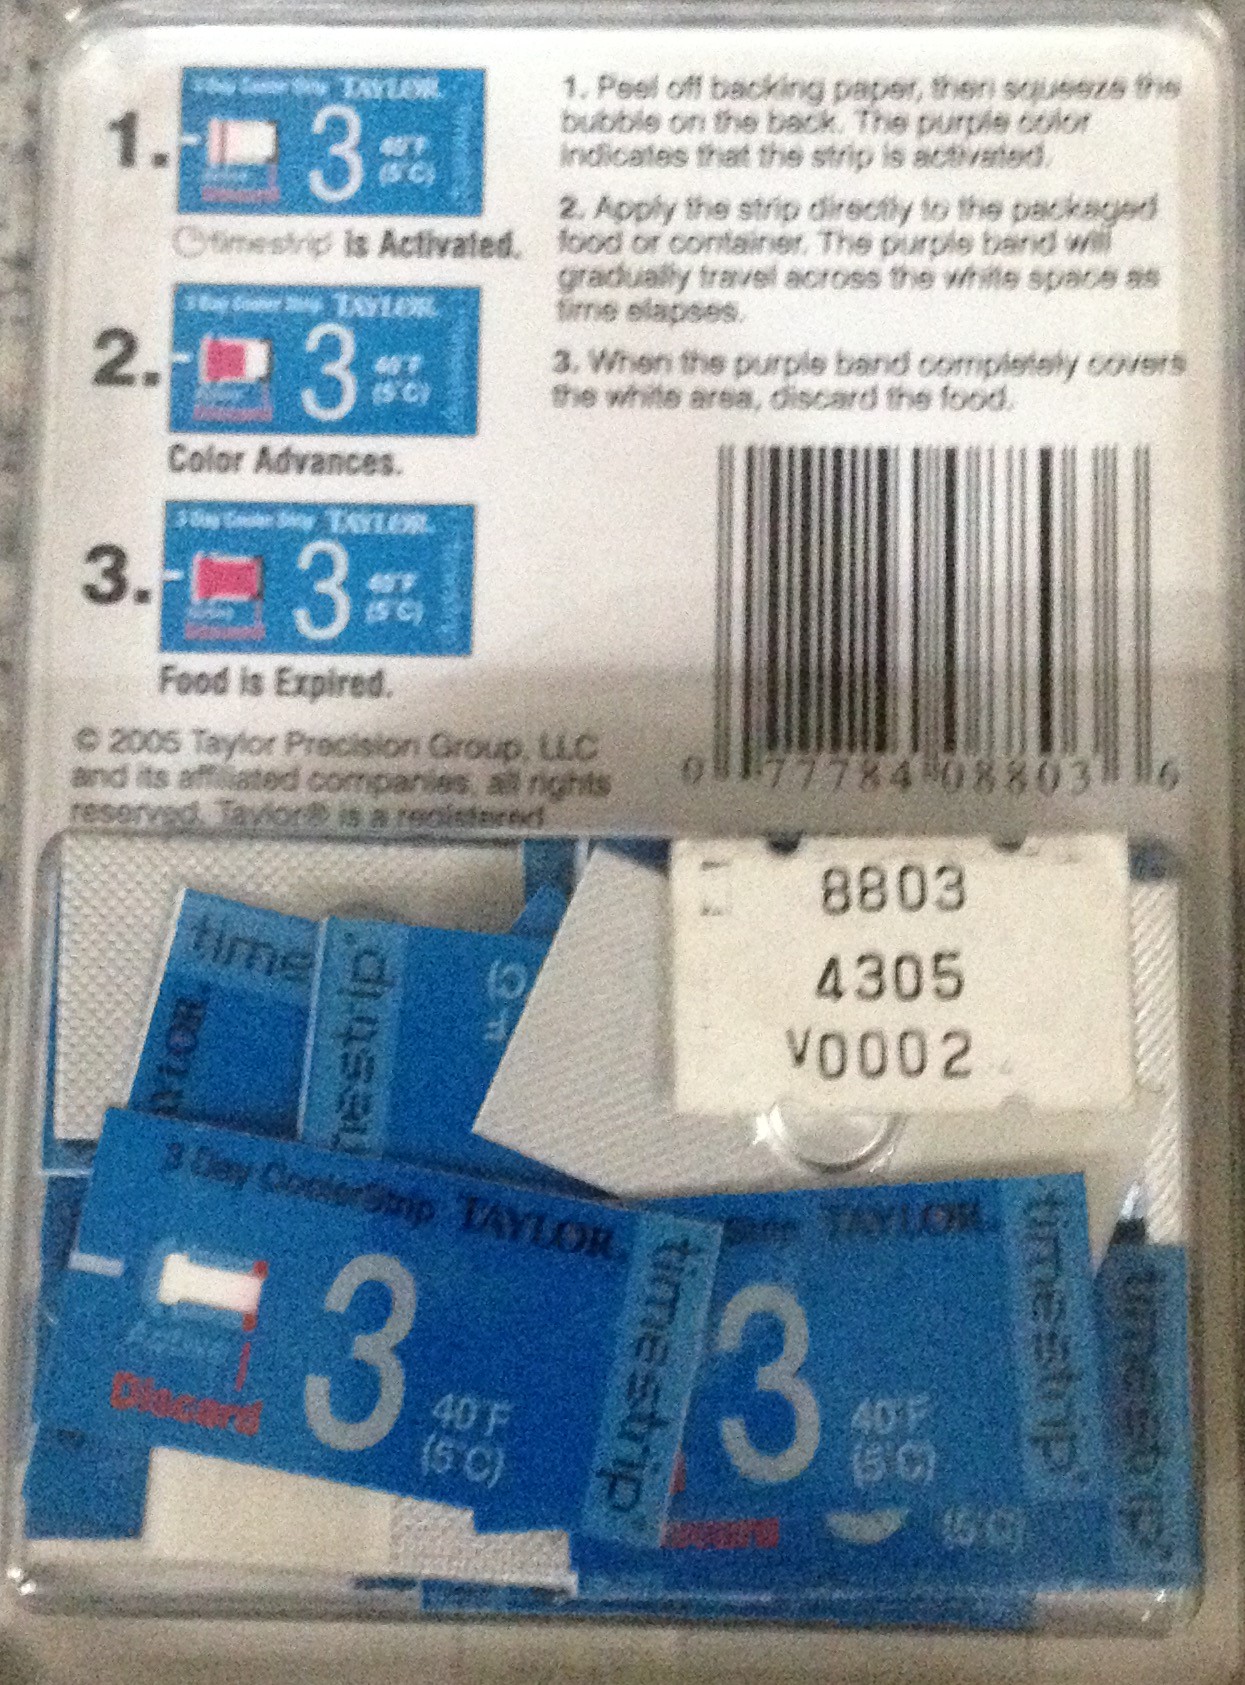 1.
3 Day Cooler Strip TAYLOR
3
40°F
(5°C)
Discard
timestrip is Activated.
2.
3 Day Cooler Strip TAYLOR
3
40°F
(5°C)
Color Advances.
3.
3 Day Cooler Strip TAYLOR
3
40°F
(5°C)
Food is Expired.
1. Peel off backing paper, then squeeze the
bubble on the back. The purple color
indicates that the strip is activated.
2. Apply the strip directly to the packaged
food or container. The purple band will
gradually travel across the white space as
time elapses.
3. When the purple band completely covers
the white area, discard the food.
© 2005 Taylor Precision Group, LLC
and its affiliated companies, all rights
reserved. Taylor® is a registered
0 77784 08803 6
8803
4305
V0002
time
nestrip
3 Day CoolerStrip TAYLOR
3
40°F
(5°C)
Discard
timestrip
Strip TAYLOR
3
40°F
(5°C)
scard
(5°C)
timestrip
timestrip